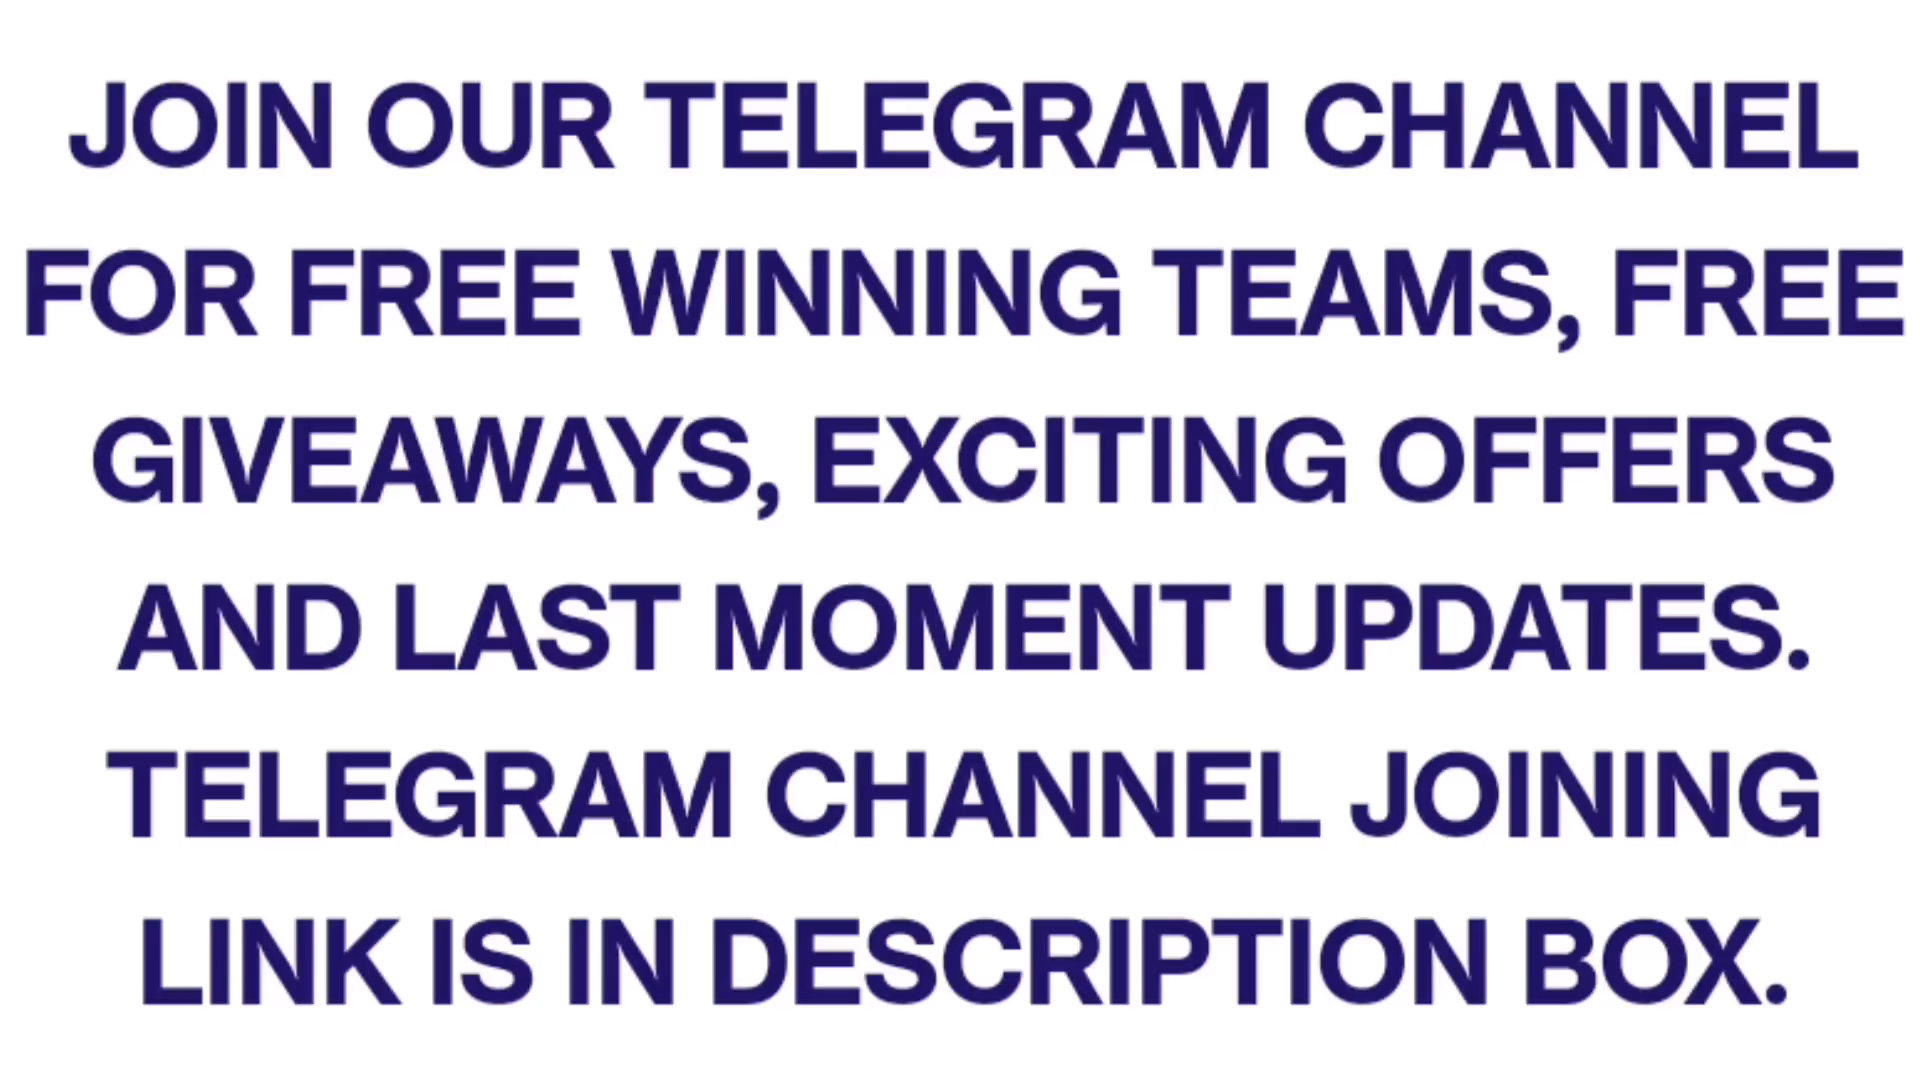 JOIN OUR TELEGRAM CHANNEL
FOR FREE WINNING TEAMS, FREE
GIVEAWAYS, EXCITING OFFERS
AND LAST MOMENT UPDATES.
TELEGRAM CHANNEL JOINING
LINK IS IN DESCRIPTION BOX.